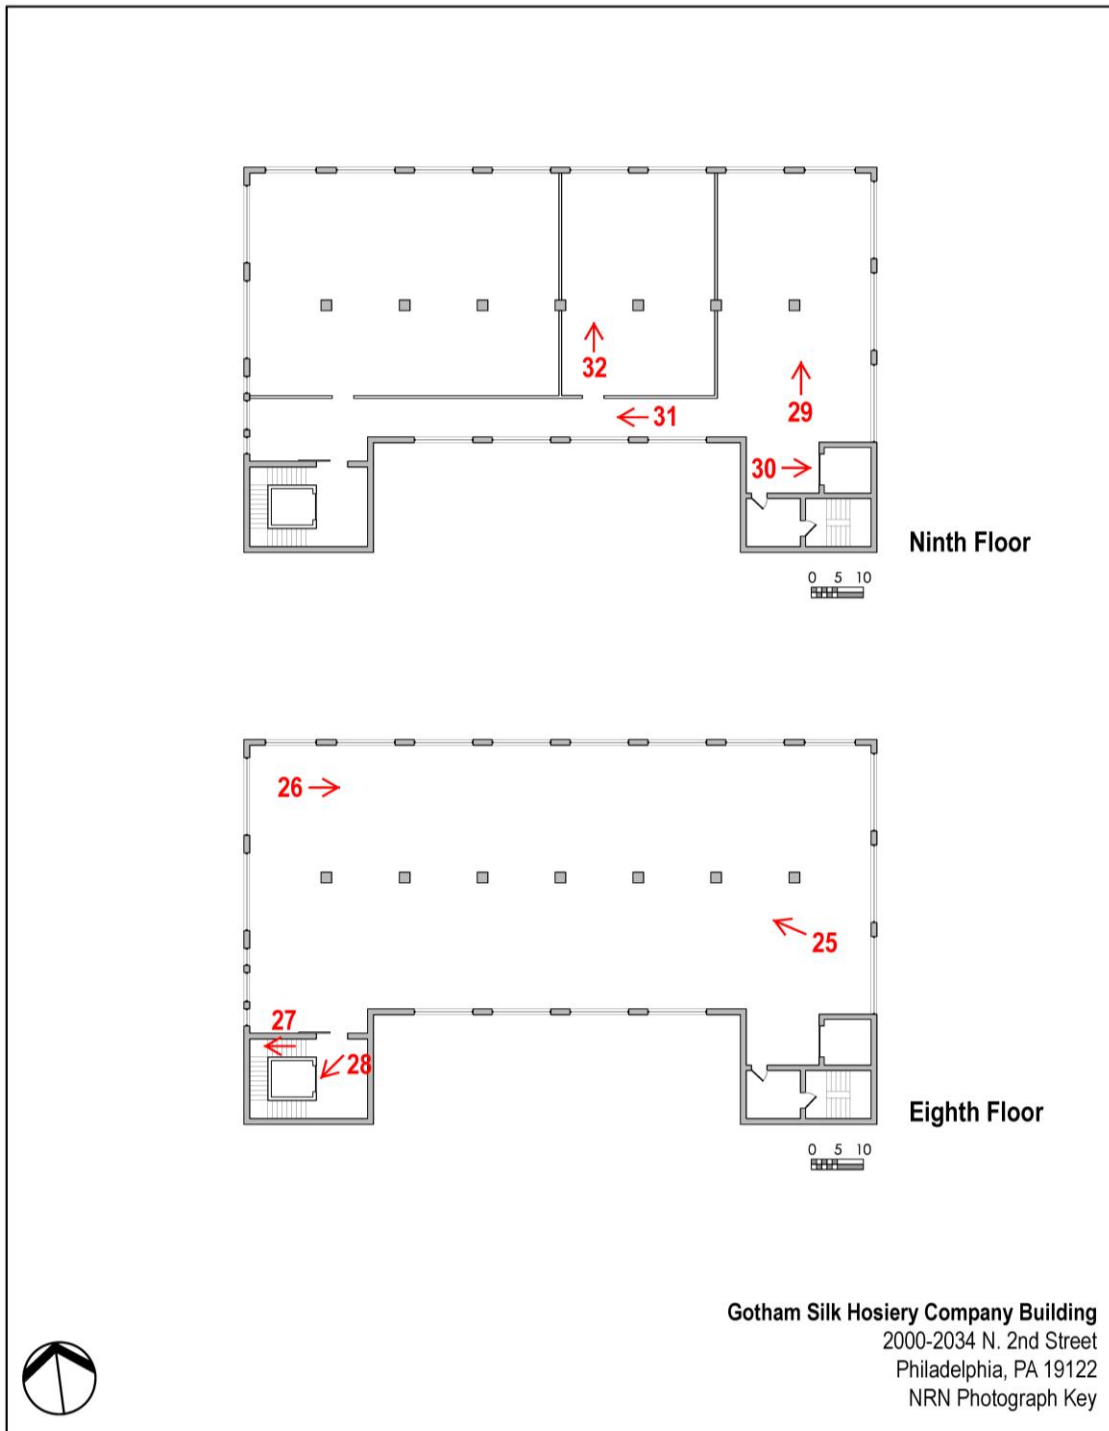 32
31
29
30
Ninth Floor
0 5 10
26
25
27
28
Eighth Floor
0 5 10
Gotham Silk Hosiery Company Building
2000-2034 N. 2nd Street
Philadelphia, PA 19122
NRN Photograph Key